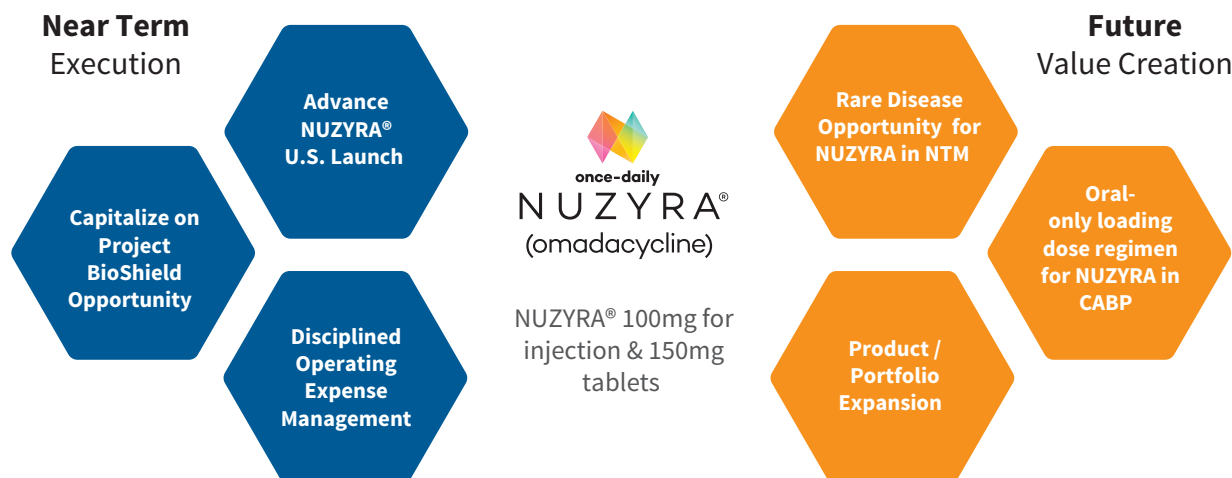 Near Term
Execution
Advance
NUZYRA®
U.S. Launch
Capitalize on
Project
BioShield
Opportunity
Disciplined
Operating
Expense
Management
once-daily
NUZYRA®
(omadacycline)
NUZYRA® 100mg for
injection & 150mg
tablets
Future
Value Creation
Rare Disease
Opportunity for
NUZYRA in NTM
Oral-
only loading
dose regimen
for NUZYRA in
CABP
Product /
Portfolio
Expansion